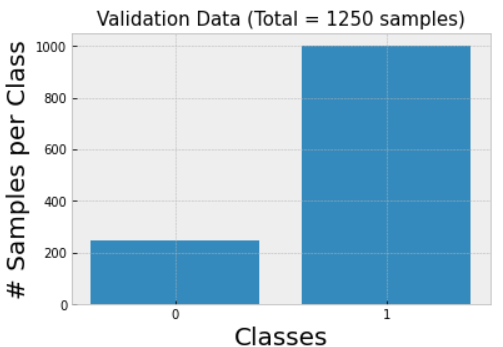 Validation Data (Total = 1250 samples)
# Samples per Class
1000
800
600
400
200
0
0 1
Classes